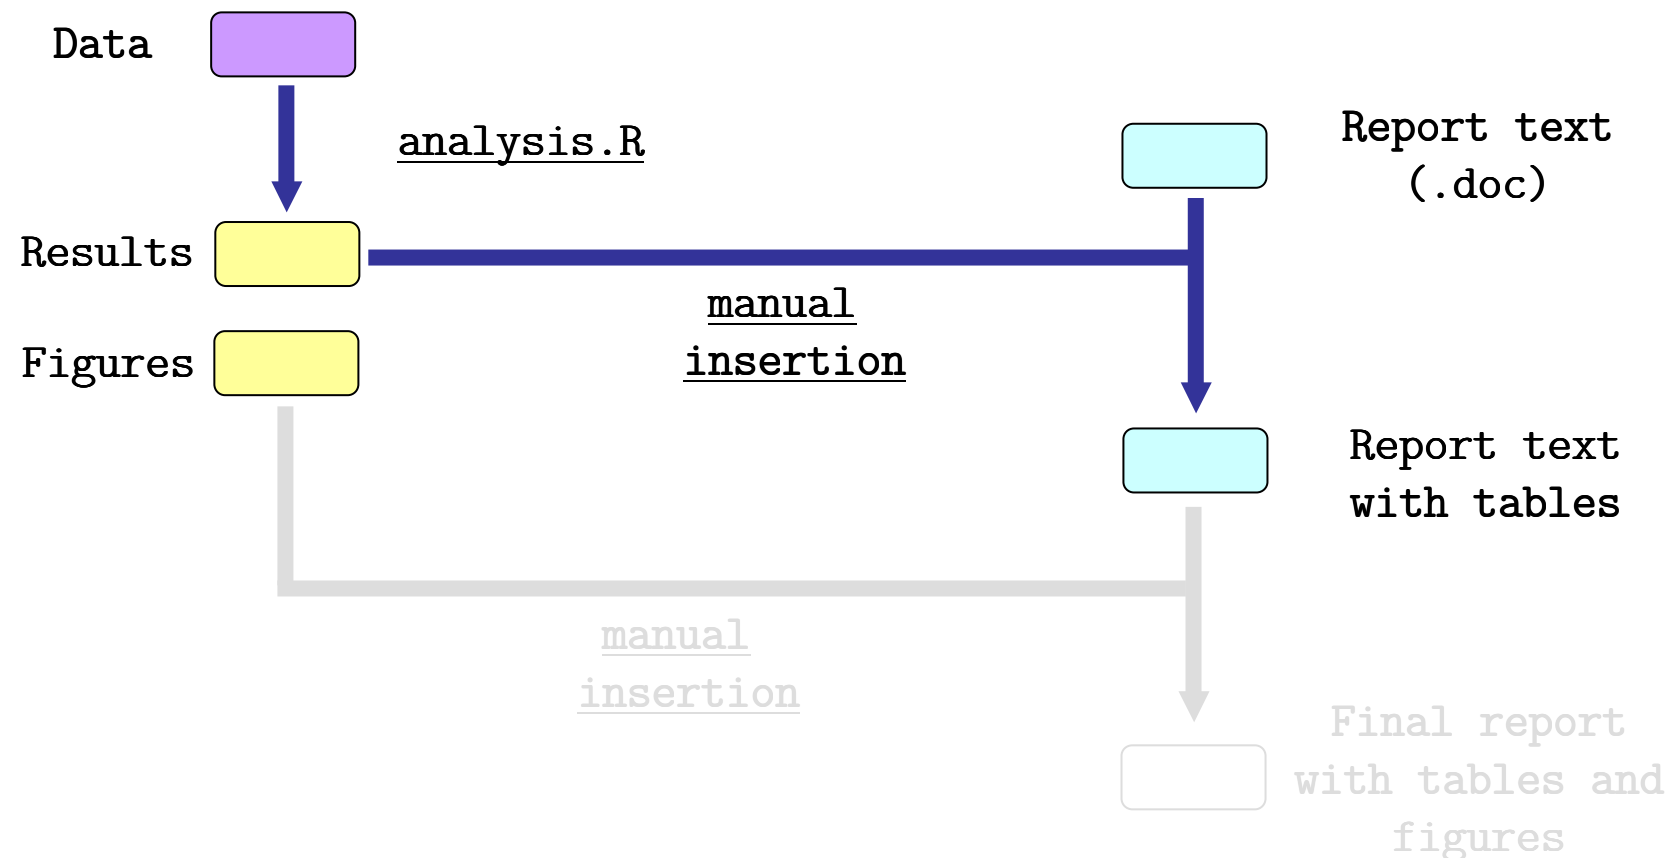 Data
analysis.R
Report text
(.doc)
Results
manual
insertion
Figures
Report text
with tables
manual
insertion
Final report
with tables and
figures